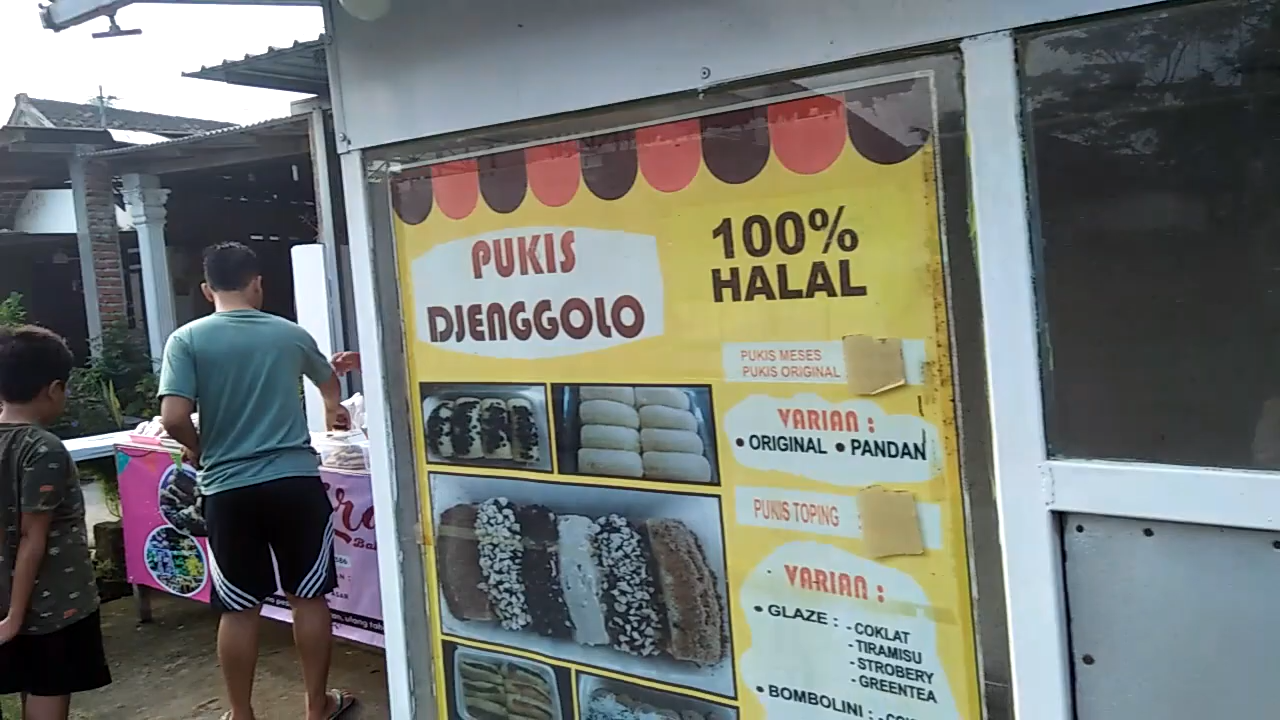 PUKIS
DJENGGOLO
100%
HALAL
PUKIS MESES
PUKIS ORIGINAL
VARIAN :
• ORIGINAL • PANDAN
PUKIS TOPING :
VARIAN :
• GLAZE : - COKLAT
- TIRAMISU
- STROBERY
- GREENTEA
• BOMBOLINI : -